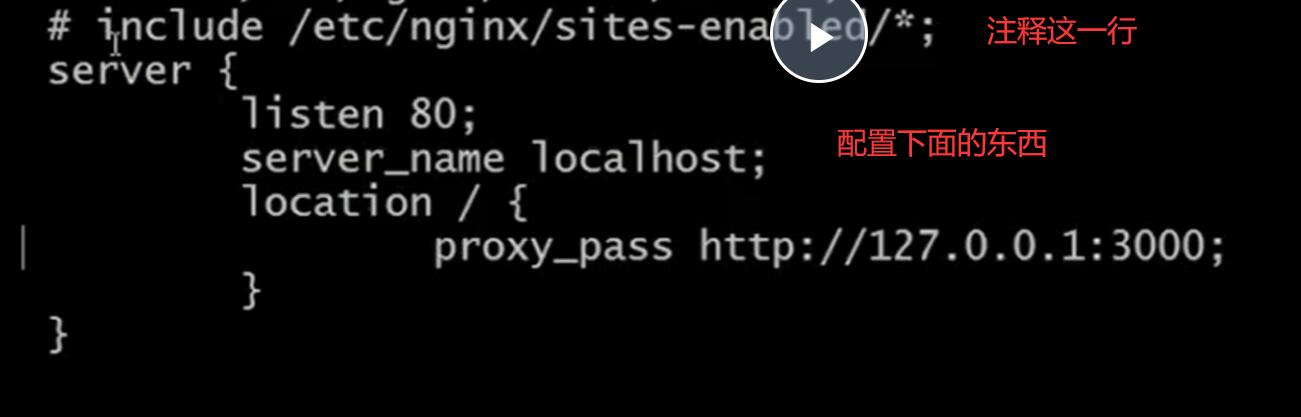 # include /etc/nginx/sites-enabled/*; 注释这一行
server {
listen 80;
配置下面的东西
server_name localhost;
location / {
proxy_pass http://127.0.0.1:3000;
}
}